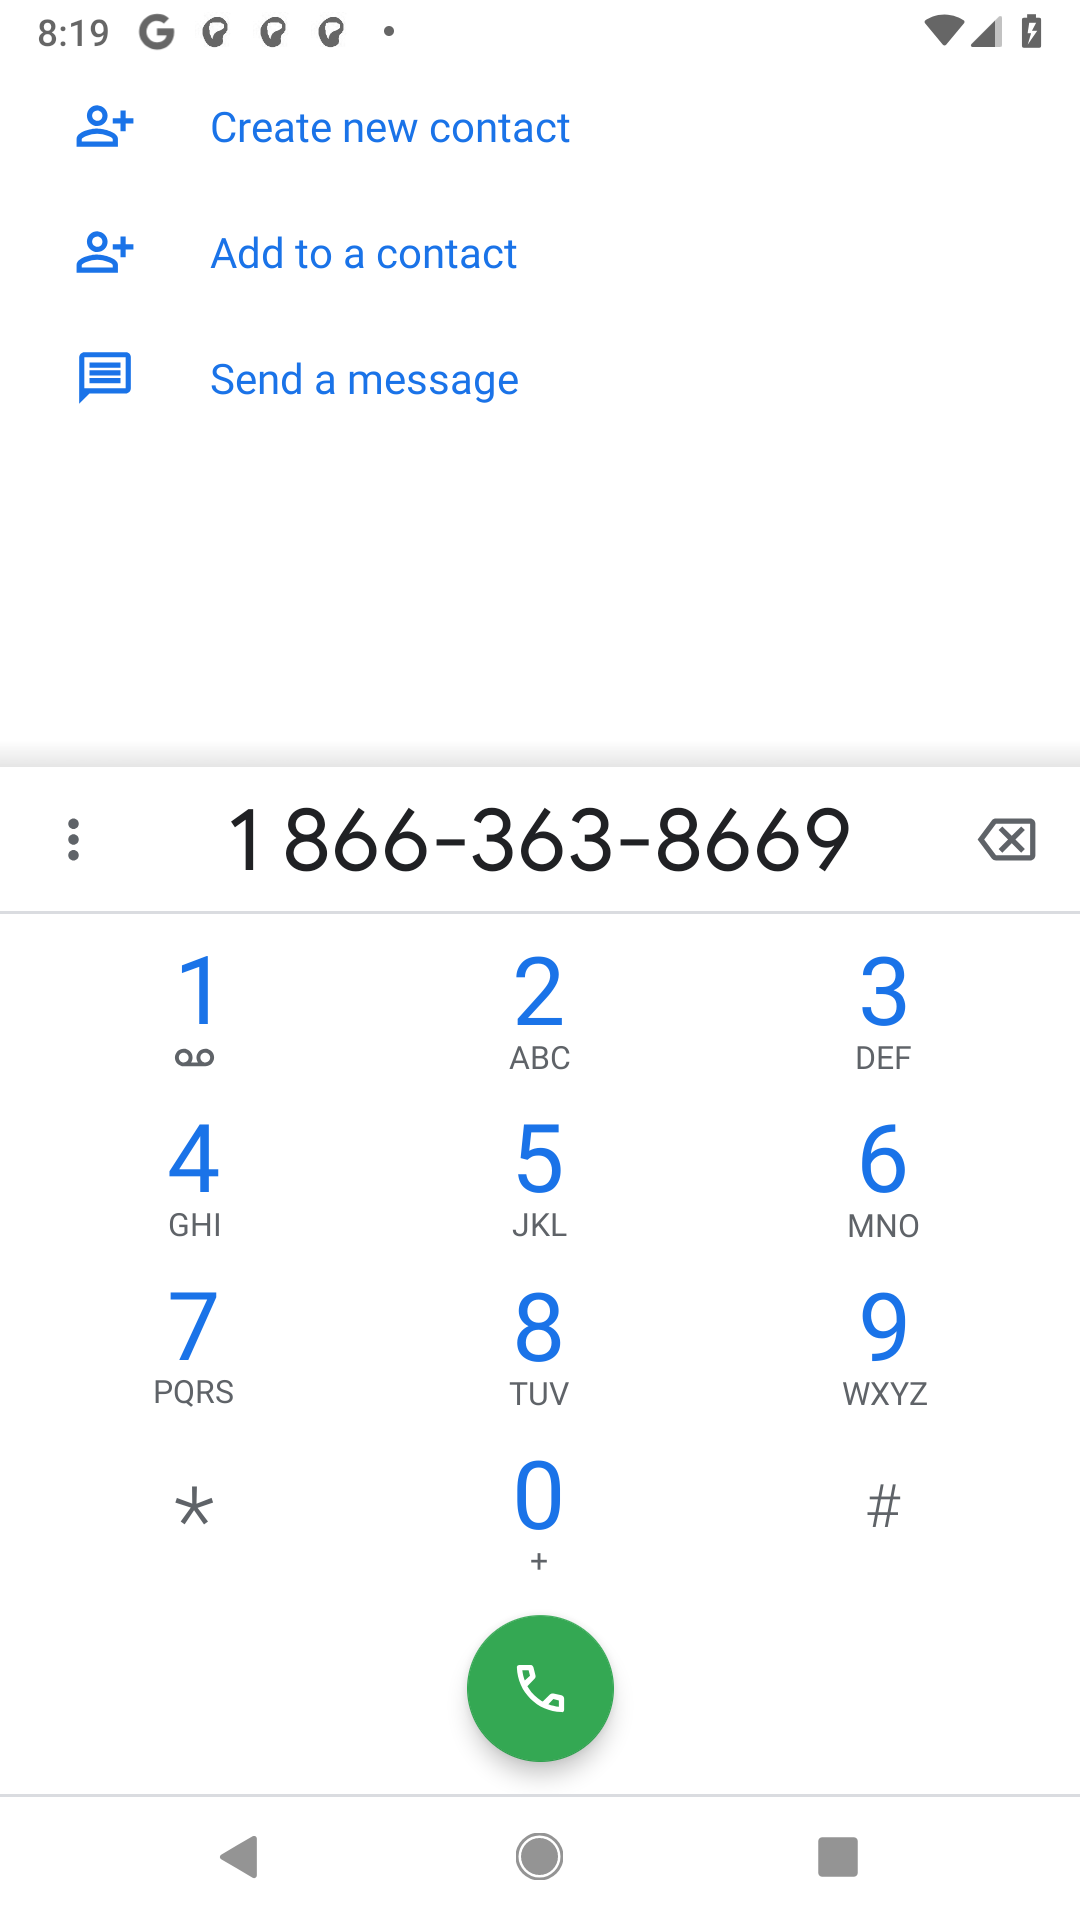 8:19
Create new contact
Add to a contact
Send a message
1 866-363-8669
1 2 3
ABC DEF
4 5 6
GHI JKL MNO
7 8 9
PQRS TUV WXYZ
* 0 #
+